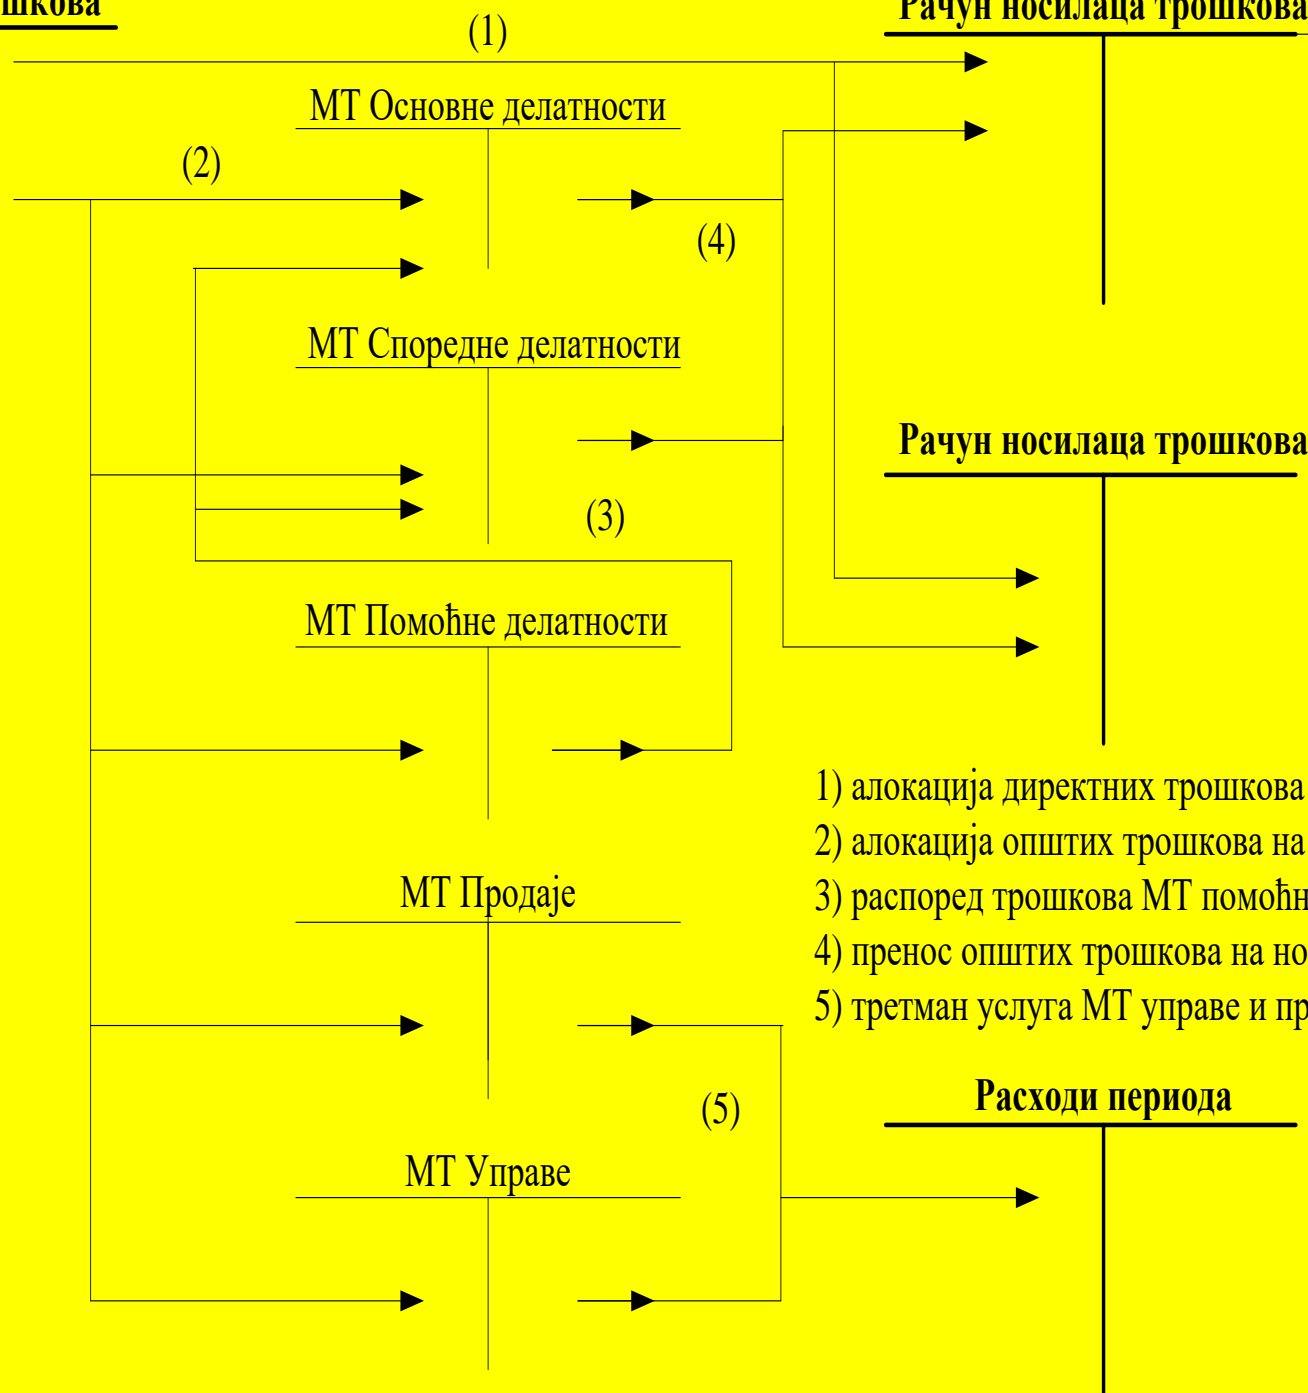 шкова
Рачун носилаца трошкова
(1)
МТ Основне делатности
(2)
(4)
МТ Споредне делатности
Рачун носилаца трошкова
(3)
МТ Помоћне делатности
1) алокација директних трошкова
2) алокација општих трошкова на
3) распоред трошкова МТ помоћн
4) пренос општих трошкова на но
5) третман услуга МТ управе и пр
МТ Продаје
Расходи периода
(5)
МТ Управе